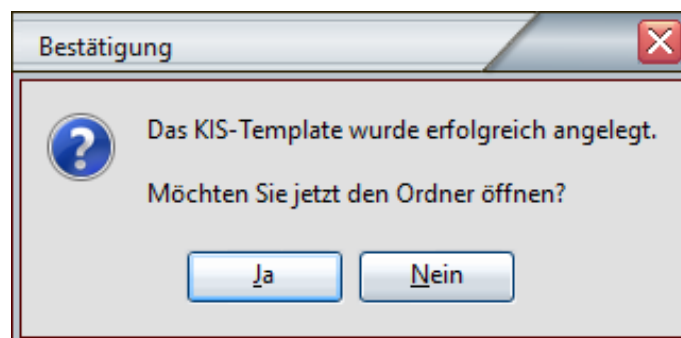 Bestätigung
Das KIS-Template wurde erfolgreich angelegt.
Möchten Sie jetzt den Ordner öffnen?
Ja
Nein